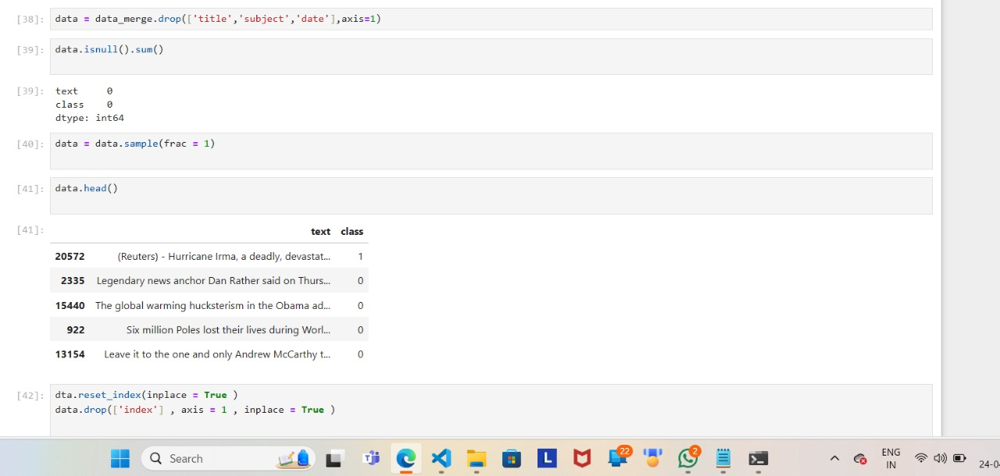 [38]: data = data_merge.drop(['title','subject','date'],axis=1)
[39]: data.isnull().sum()
[39]: text 0
class 0
dtype: int64
[40]: data = data.sample(frac = 1)
[41]: data.head()
[41]: text class
20572 (Reuters) - Hurricane Irma, a deadly, devastat... 1
2335 Legendary news anchor Dan Rather said on Thurs... 0
15440 The global warming hucksterism in the Obama ad... 0
922 Six million Poles lost their lives during Worl... 0
13154 Leave it to the one and only Andrew McCarthy t... 0
[42]: dta.reset_index(inplace = True )
data.drop(['index'] , axis = 1 , inplace = True )
Search
L
22
2
ENG
IN
24-0